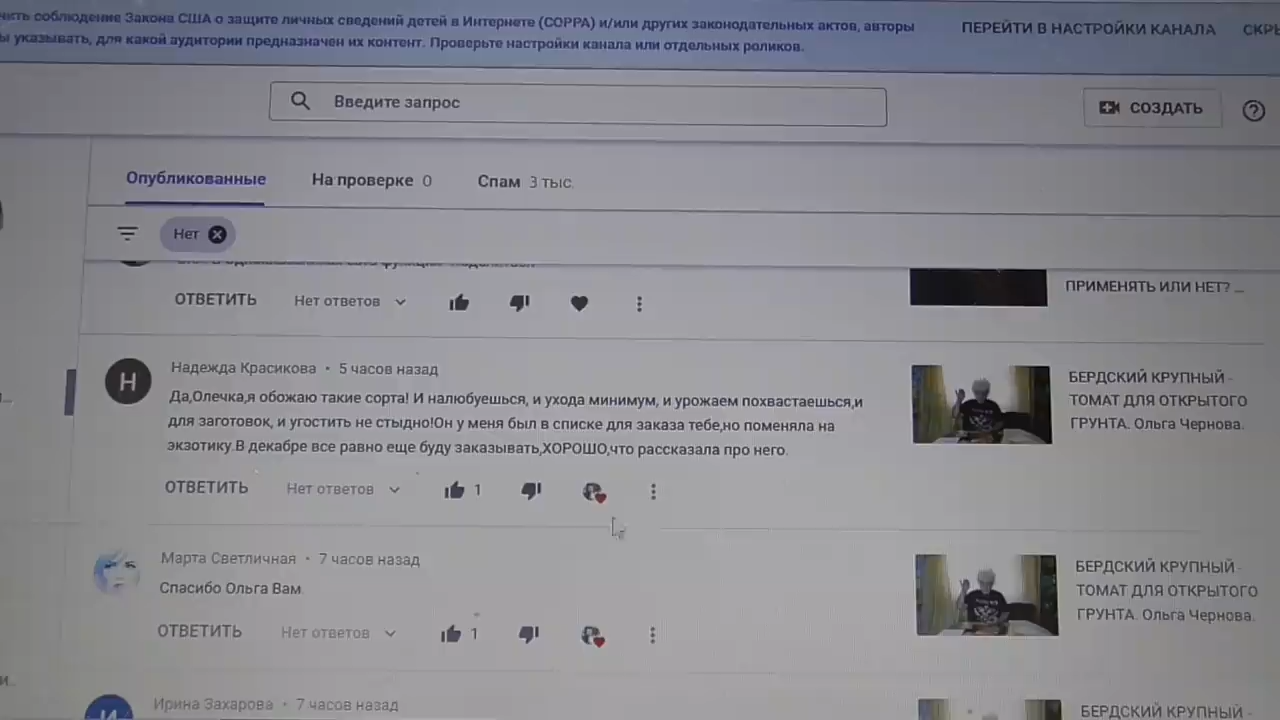 чить соблюдение Закона США о защите личных сведений детей в Интернете (COPPA) и/или других законодательных актов, авторы
ы указывать, для какой аудитории предназначен их контент. Проверьте настройки канала или отдельных роликов.
ПЕРЕЙТИ В НАСТРОЙКИ КАНАЛА
СКРЫ
Введите запрос
СОЗДАТЬ
Опубликованные
На проверке 0
Спам 3 тыс.
Нет
ОТВЕТИТЬ Нет ответов
ПРИМЕНЯТЬ ИЛИ НЕТ? ...
Надежда Красикова • 5 часов назад
Да,Олечка,я обожаю такие сорта! И налюбуешься, и ухода минимум, и урожаем похвастаешься,и
для заготовок, и угостить не стыдно!Он у меня был в списке для заказа тебе,но поменяла на
экзотику.В декабре все равно еще буду заказывать,ХОРОШО,что рассказала про него.
ОТВЕТИТЬ Нет ответов 1
БЕРДСКИЙ КРУПНЫЙ -
ТОМАТ ДЛЯ ОТКРЫТОГО
ГРУНТА. Ольга Чернова.
Марта Светличная • 7 часов назад
Спасибо Ольга Вам.
ОТВЕТИТЬ Нет ответов 1
БЕРДСКИЙ КРУПНЫЙ -
ТОМАТ ДЛЯ ОТКРЫТОГО
ГРУНТА. Ольга Чернова.
Ирина Захарова • 7 часов назад
БЕРДСКИЙ КРУПНЫЙ -